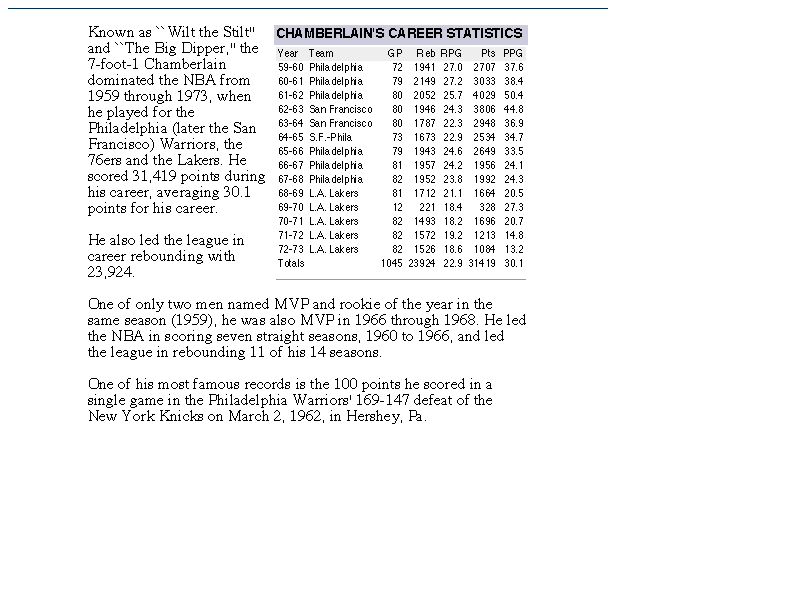 Known as ``Wilt the Stilt''
and ``The Big Dipper,'' the
7-foot-1 Chamberlain
dominated the NBA from
1959 through 1973, when
he played for the
Philadelphia (later the San
Francisco) Warriors, the
76ers and the Lakers. He
scored 31,419 points during
his career, averaging 30.1
points for his career.
He also led the league in
career rebounding with
23,924.
CHAMBERLAIN'S CAREER STATISTICS
Year Team GP Reb RPG Pts PPG
59-60 Philadelphia 72 1941 27.0 2707 37.6
60-61 Philadelphia 79 2149 27.2 3033 38.4
61-62 Philadelphia 80 2052 25.7 4029 50.4
62-63 San Francisco 80 1946 24.3 3806 44.8
63-64 San Francisco 80 1787 22.3 2948 36.9
64-65 S.F.-Phila 73 1673 22.9 2534 34.7
65-66 Philadelphia 79 1943 24.6 2649 33.5
66-67 Philadelphia 81 1957 24.2 1956 24.1
67-68 Philadelphia 82 1952 23.8 1992 24.3
68-69 L.A. Lakers 81 1712 21.1 1664 20.5
69-70 L.A. Lakers 12 221 18.4 328 27.3
70-71 L.A. Lakers 82 1493 18.2 1696 20.7
71-72 L.A. Lakers 82 1572 19.2 1213 14.8
72-73 L.A. Lakers 82 1526 18.6 1084 13.2
Totals 1045 23924 22.9 31419 30.1
One of only two men named MVP and rookie of the year in the
same season (1959), he was also MVP in 1966 through 1968. He led
the NBA in scoring seven straight seasons, 1960 to 1966, and led
the league in rebounding 11 of his 14 seasons.
One of his most famous records is the 100 points he scored in a
single game in the Philadelphia Warriors' 169-147 defeat of the
New York Knicks on March 2, 1962, in Hershey, Pa.